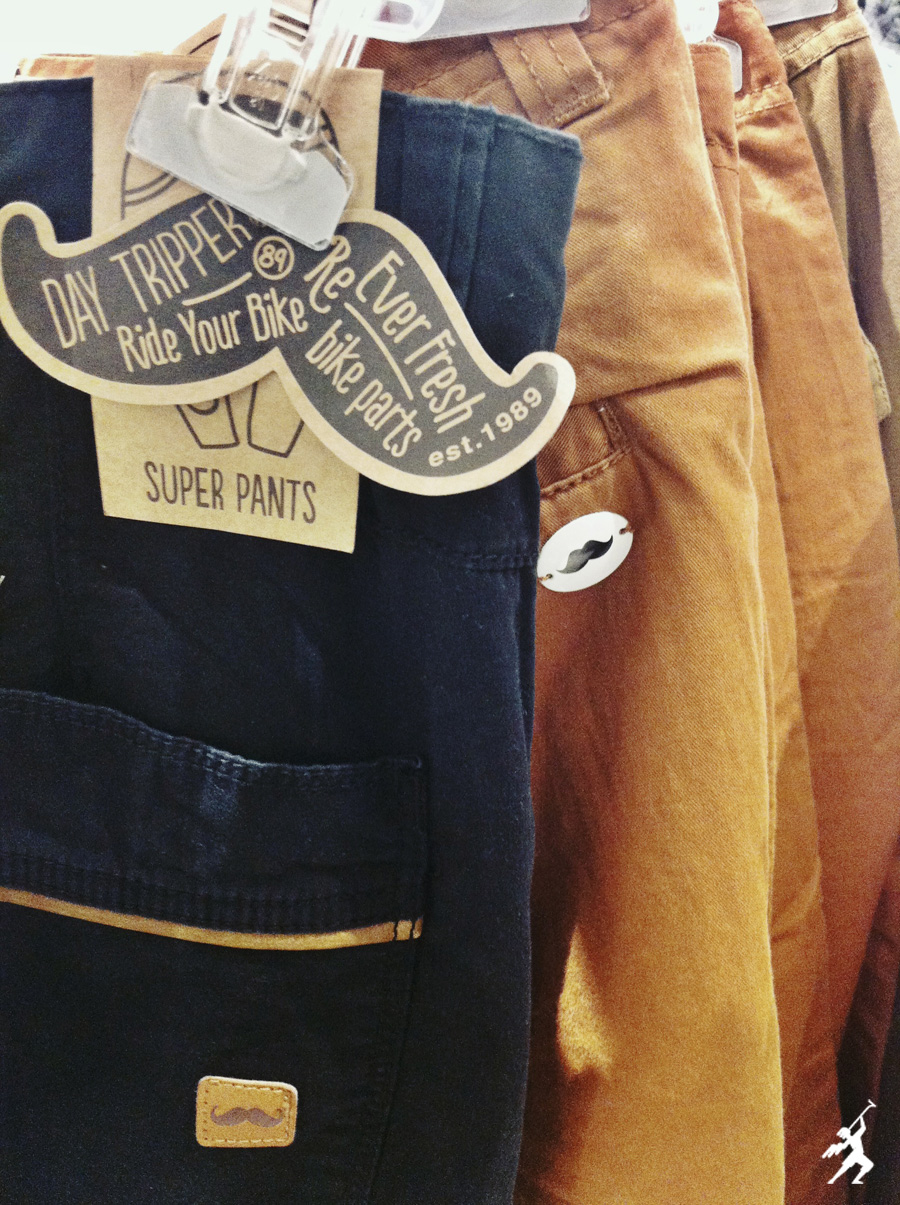 DAY TRIPPER
89
Ride Your Bike
Re
Ever Fresh
bike parts
est.1989
SUPER PANTS